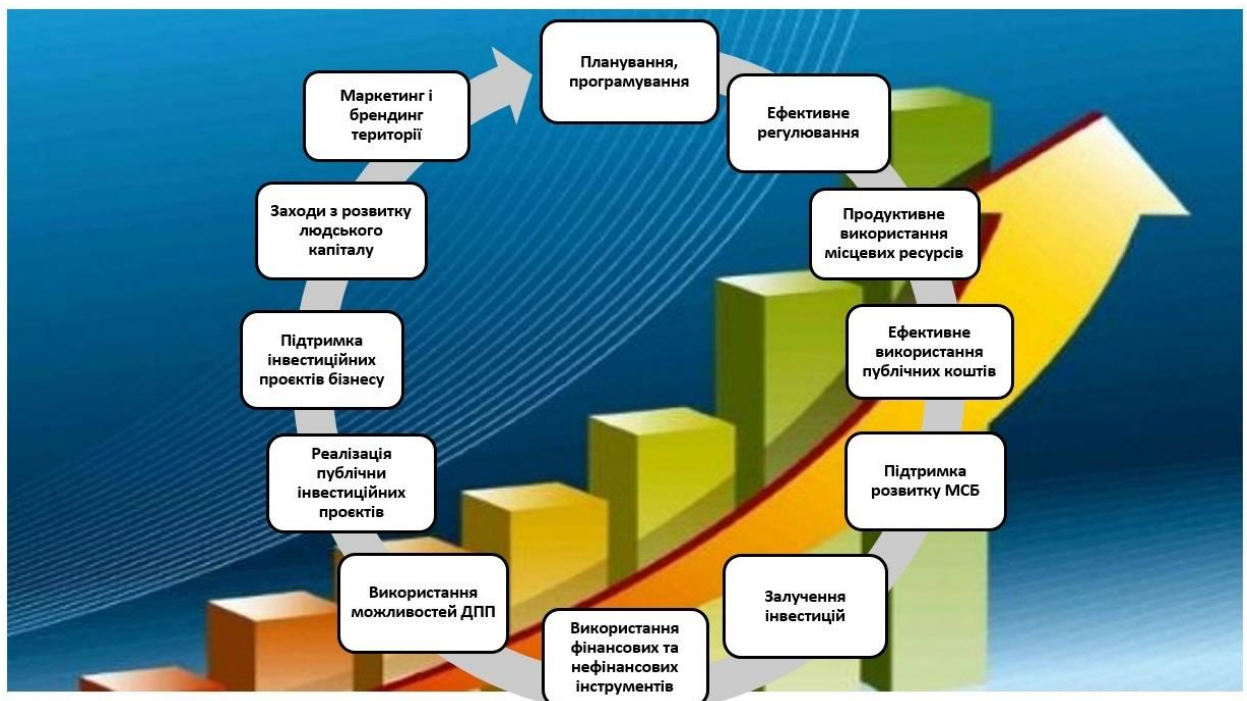 Планування,
програмування
Ефективне
регулювання
Продуктивне
використання
місцевих ресурсів
Ефективне
використання
публічних коштів
Підтримка
розвитку МСБ
Залучення
інвестицій
Використання
фінансових та
нефінансових
інструментів
Використання
можливостей ДПП
Реалізація
публічни
інвестиційних
проєктів
Підтримка
інвестиційних
проєктів бізнесу
Заходи з розвитку
людського
капіталу
Маркетинг і
брендинг
території